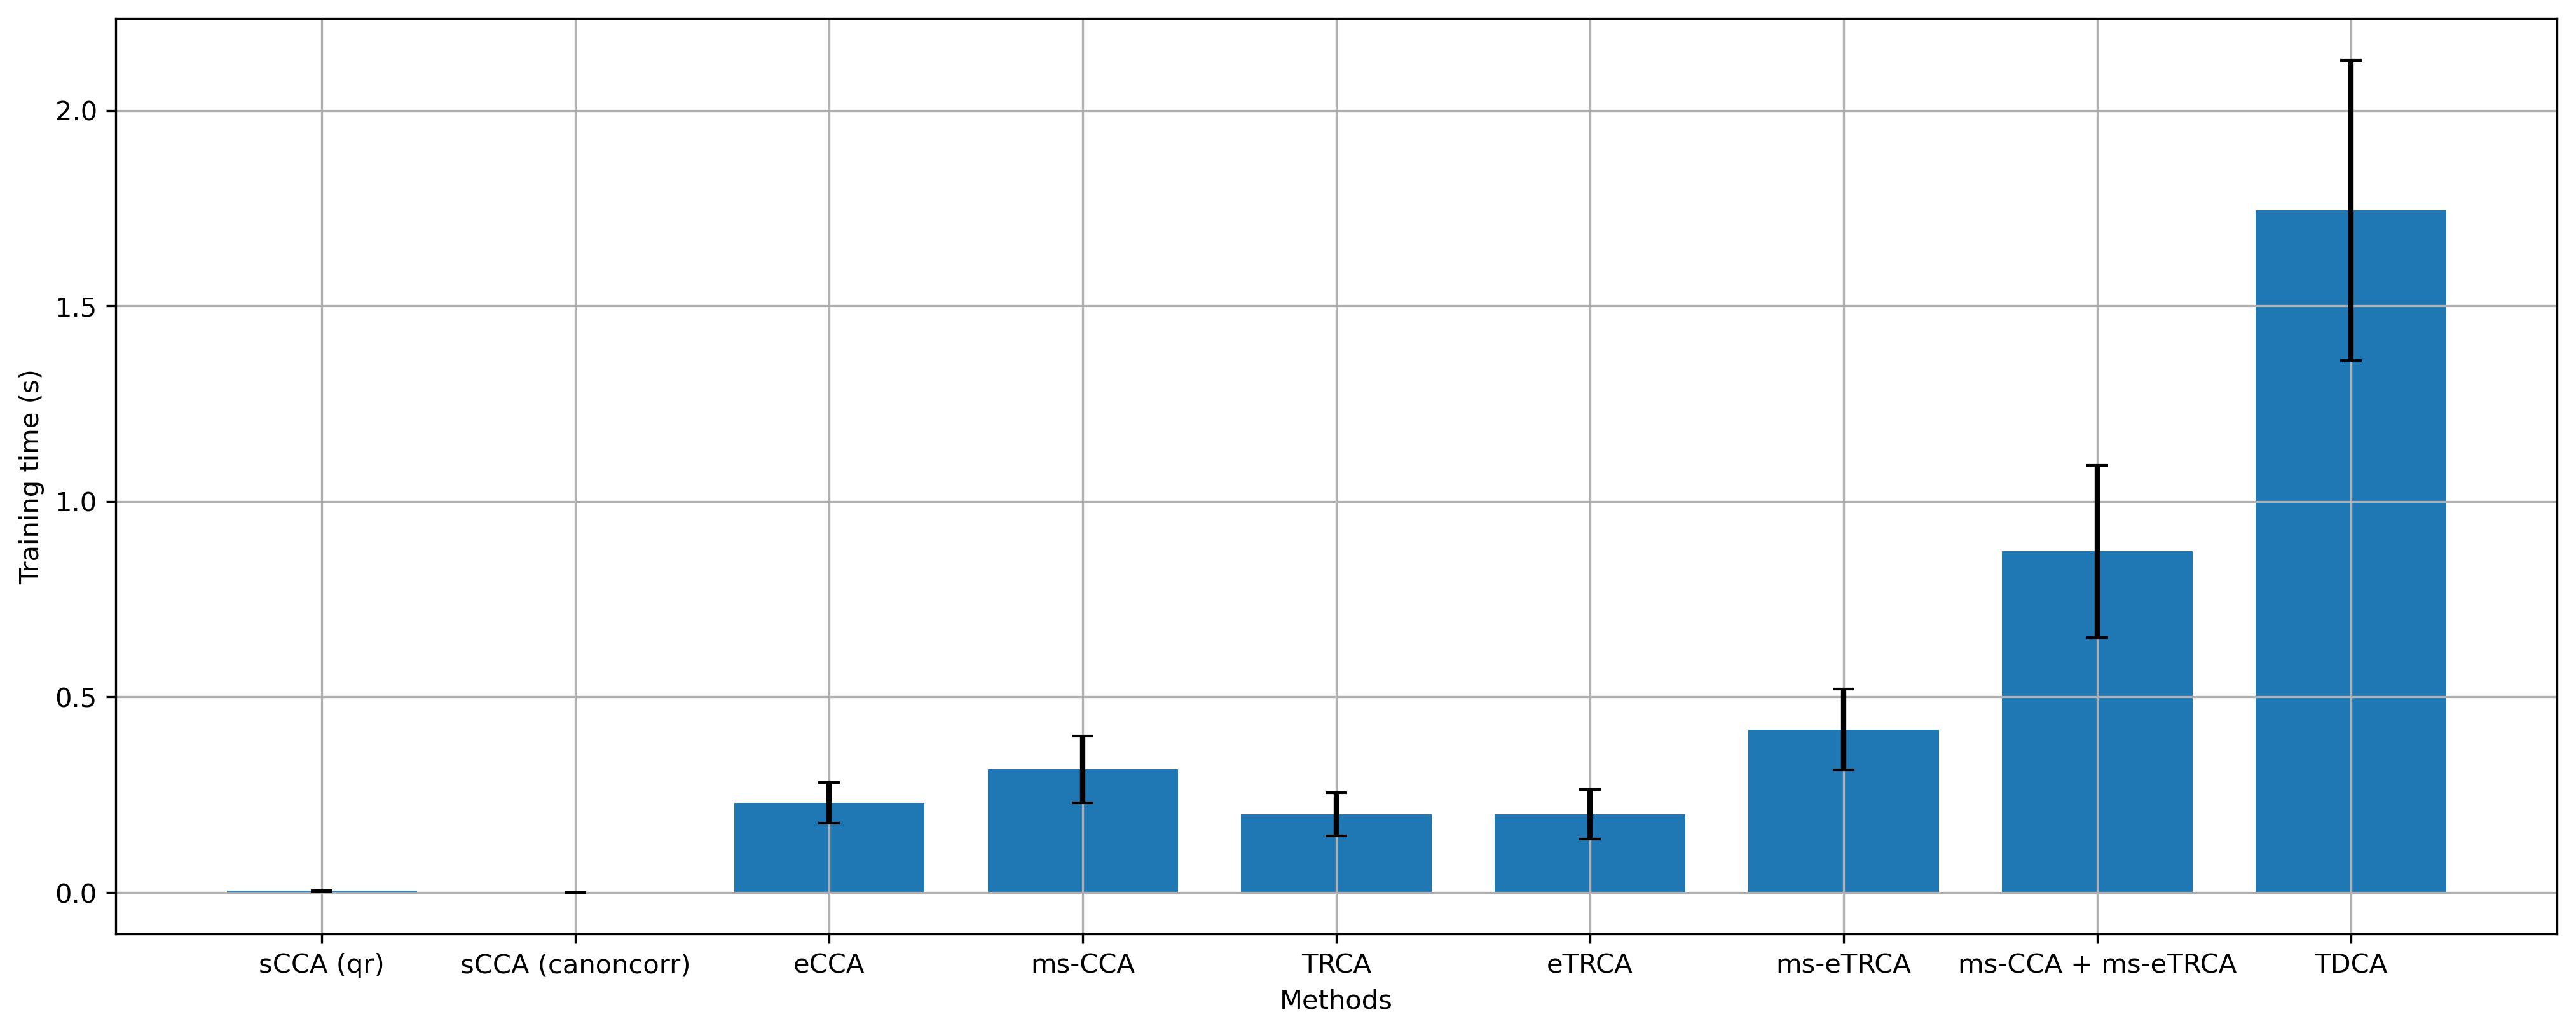 2.0
1.5
1.0
0.5
0.0
Training time (s)
sCCA (qr) sCCA (canoncorr) eCCA ms-CCA TRCA eTRCA ms-eTRCA ms-CCA + ms-eTRCA TDCA
Methods